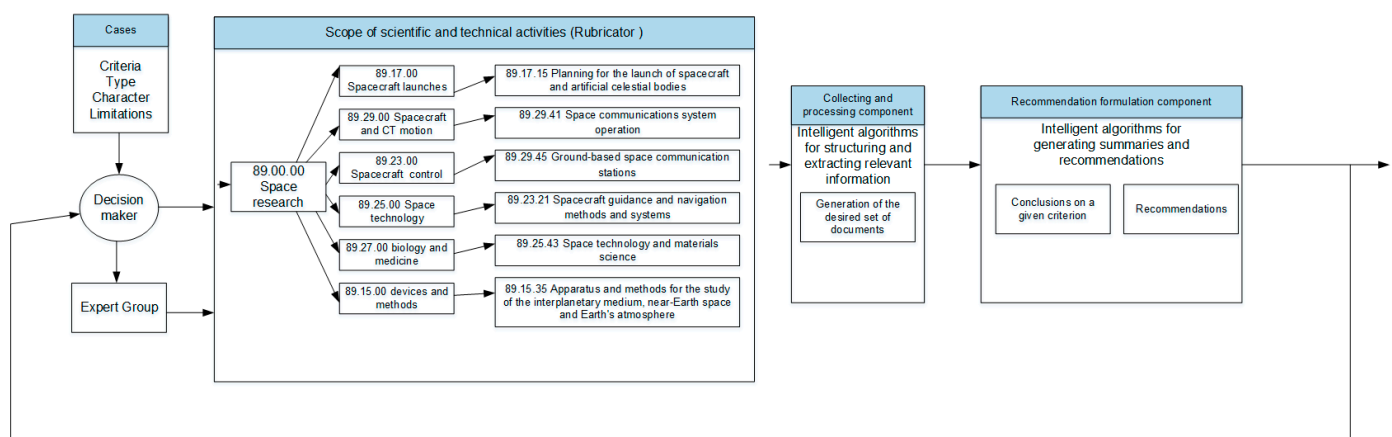 Cases
Criteria
Type
Character
Limitations
Decision
maker
Expert Group
Scope of scientific and technical activities (Rubricator )
89.00.00
Space
research
89.17.00
Spacecraft launches
89.29.00 Spacecraft
and CT motion
89.23.00
Spacecraft control
89.25.00 Space
technology
89.27.00 biology and
medicine
89.15.00 devices and
methods
89.17.15 Planning for the launch of spacecraft
and artificial celestial bodies
89.29.41 Space communications system
operation
89.29.45 Ground-based space communication
stations
89.23.21 Spacecraft guidance and navigation
methods and systems
89.25.43 Space technology and materials
science
89.15.35 Apparatus and methods for the study
of the interplanetary medium, near-Earth space
and Earth's atmosphere
Collecting and
processing component
Intelligent algorithms
for structuring and
extracting relevant
information
Generation of the
desired set of
documents
Recommendation formulation component
Intelligent algorithms for
generating summaries and
recommendations
Conclusions on a
given criterion
Recommendations